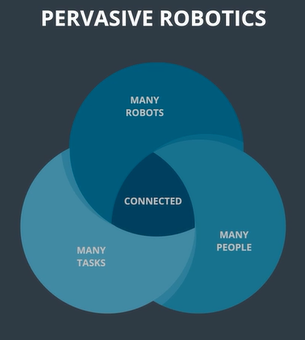 PERVASIVE ROBOTICS
MANY
ROBOTS
CONNECTED
MANY
PEOPLE
MANY
TASKS